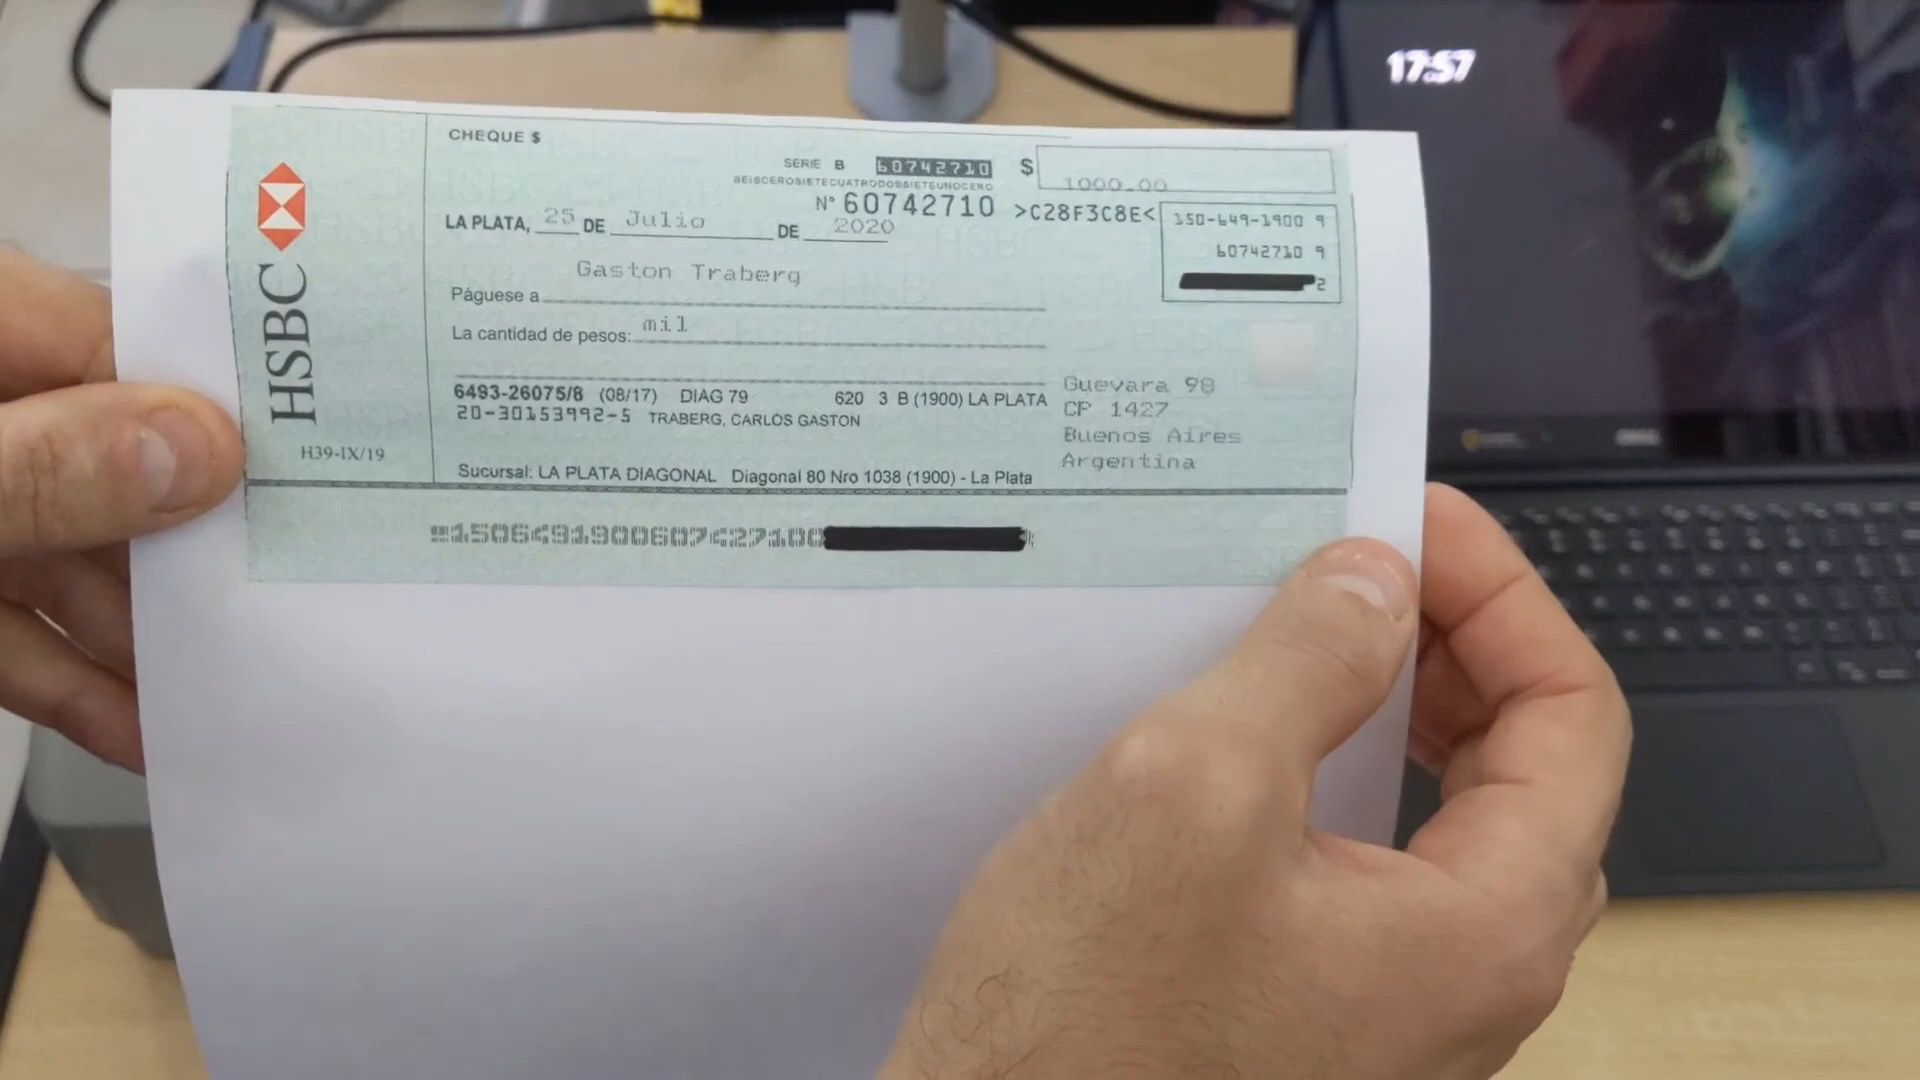 17:57
CHEQUE $
SERIE B 60742710
SEISCEROSIETECUATRODOSSIETEUNOCERO
$ 1000.00
N° 60742710 >C28F3C8E<
150-649-1900 9
60742710 9
2
LA PLATA, 25 DE Julio DE 2020
Gaston Traberg
Páguese a
La cantidad de pesos: mil
HSBC
H39-IX/19
6493-26075/8 (08/17) DIAG 79 620 3 B (1900) LA PLATA
20-30153992-5 TRABERG, CARLOS GASTON
Guevara 98
CP 1427
Buenos Aires
Argentina
Sucursal: LA PLATA DIAGONAL Diagonal 80 Nro 1038 (1900) - La Plata
1506491900607427100